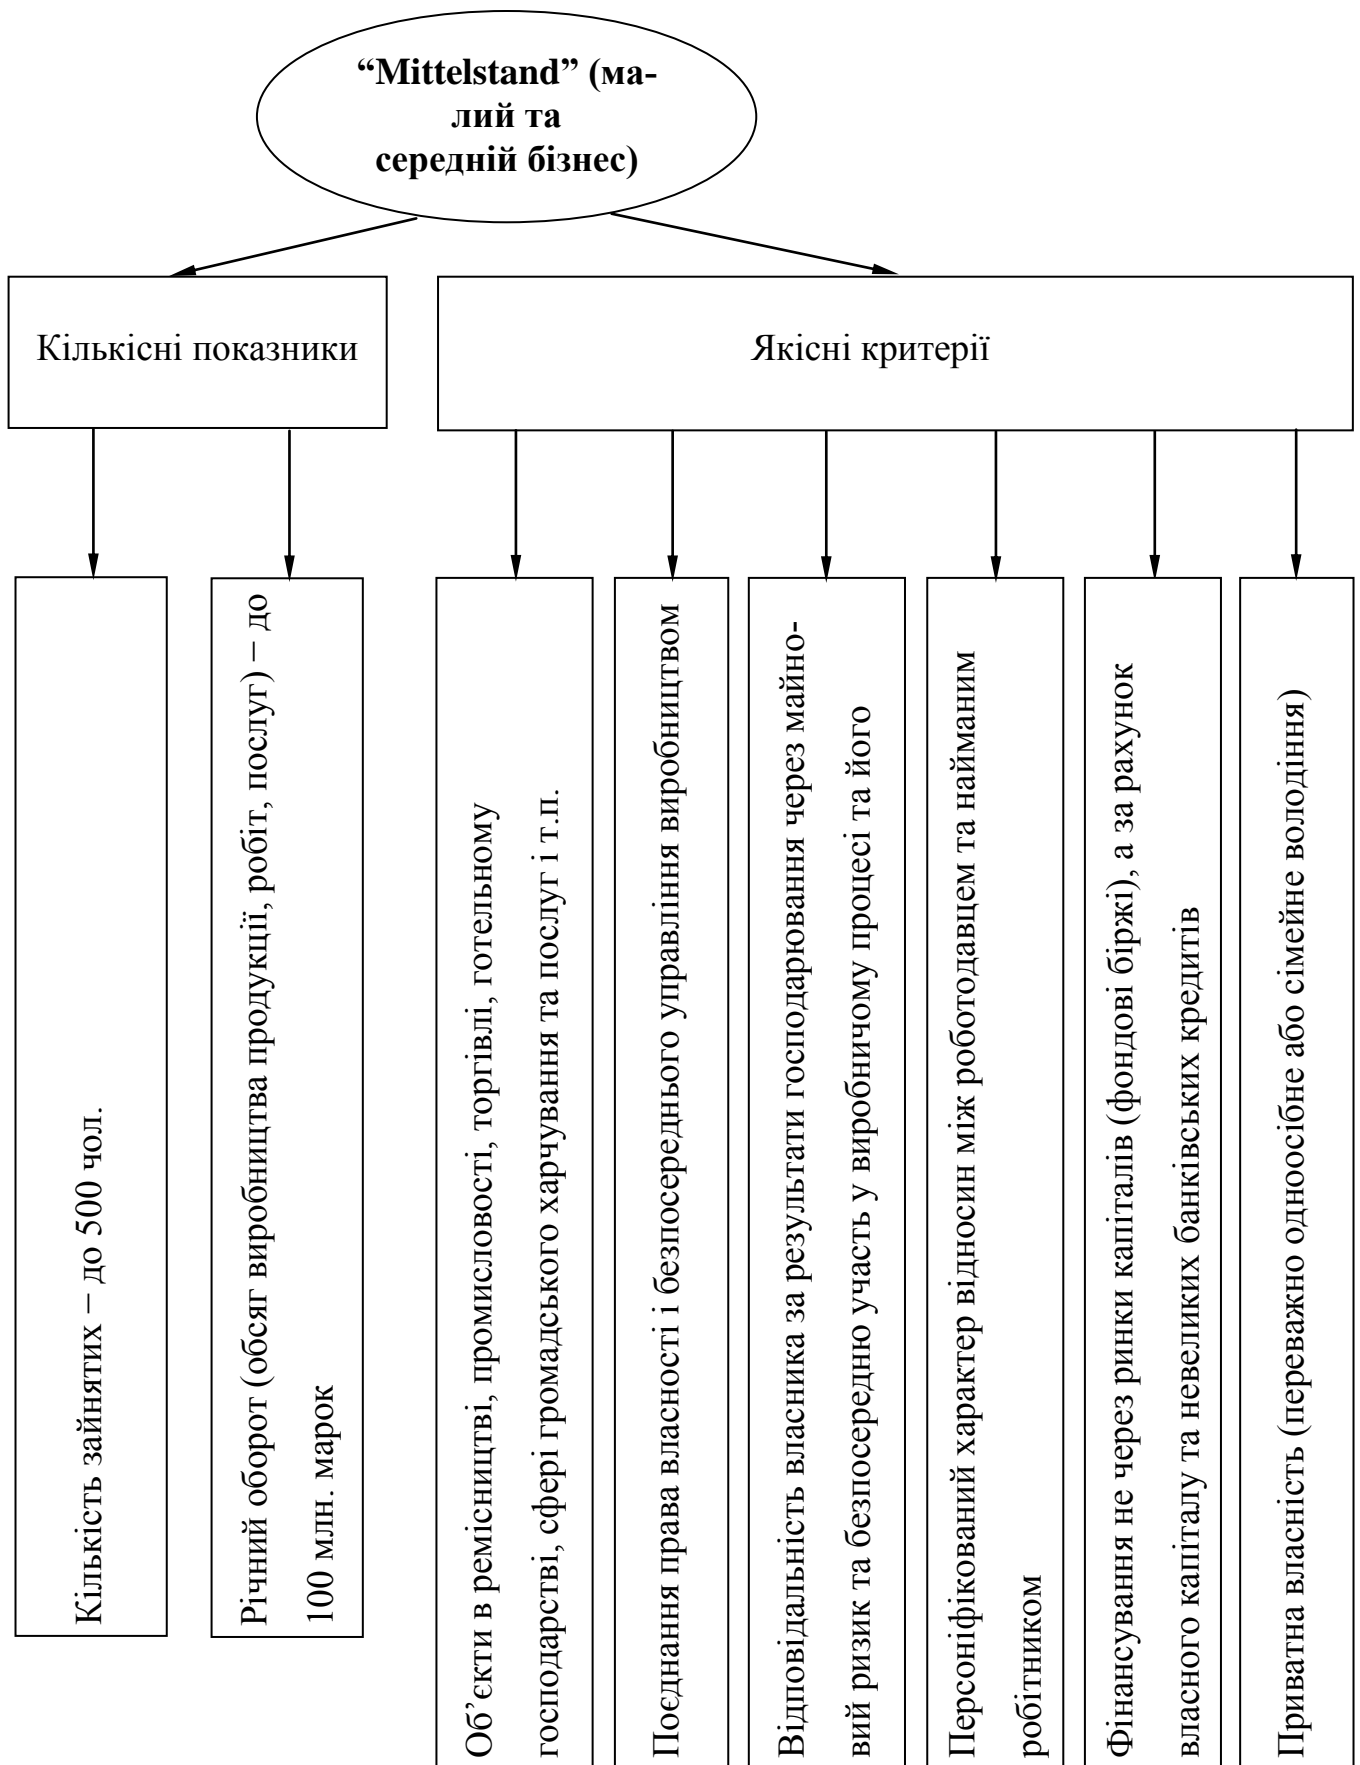 “Mittelstand” (ма-
лий та
середній бізнес)
Кількісні показники
Якісні критерії
Кількість зайнятих – до 500 чол.
Річний оборот (обсяг виробництва продукції, робіт, послуг) – до
100 млн. марок
Об’єкти в ремісництві, промисловості, торгівлі, готельному
господарстві, сфері громадського харчування та послуг і т.п.
Поєднання права власності і безпосереднього управління виробництвом
Відповідальність власника за результати господарювання через майно-
вий ризик та безпосередню участь у виробничому процесі та його
Персоніфікований характер відносин між роботодавцем та найманим
робітником
Фінансування не через ринки капіталів (фондові біржі), а за рахунок
власного капіталу та невеликих банківських кредитів
Приватна власність (переважно одноосібне або сімейне володіння)